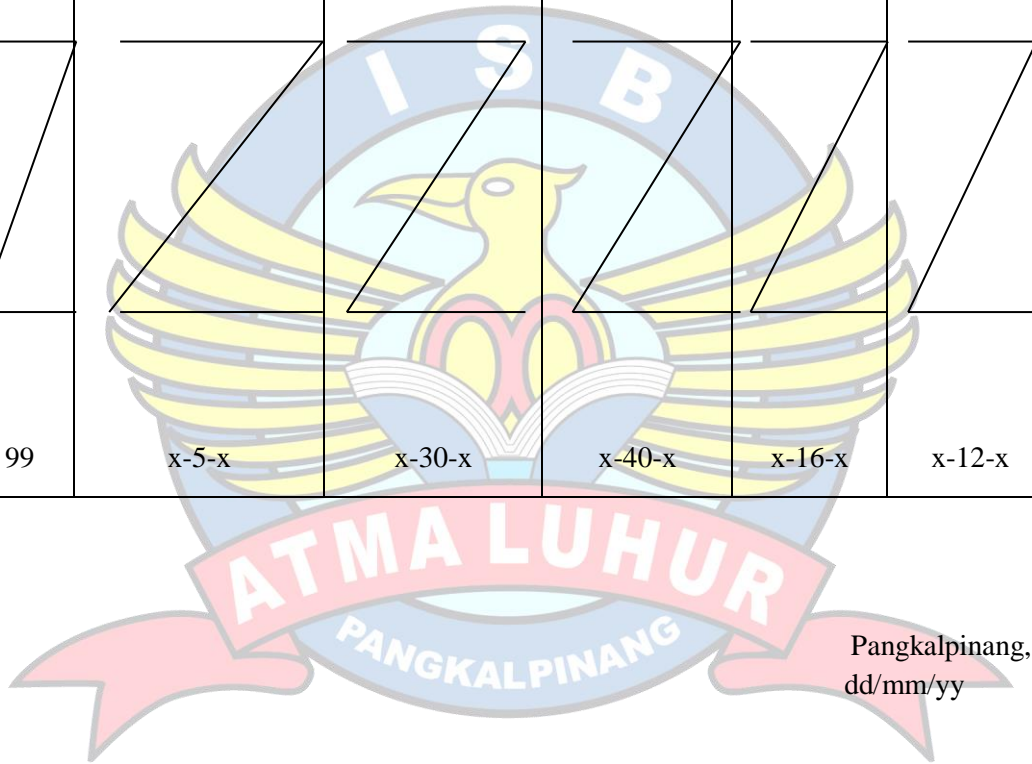 I S B
99 x-5-x x-30-x x-40-x x-16-x x-12-x
ATMA LUHUR
PANGKALPINANG
Pangkalpinang,
dd/mm/yy